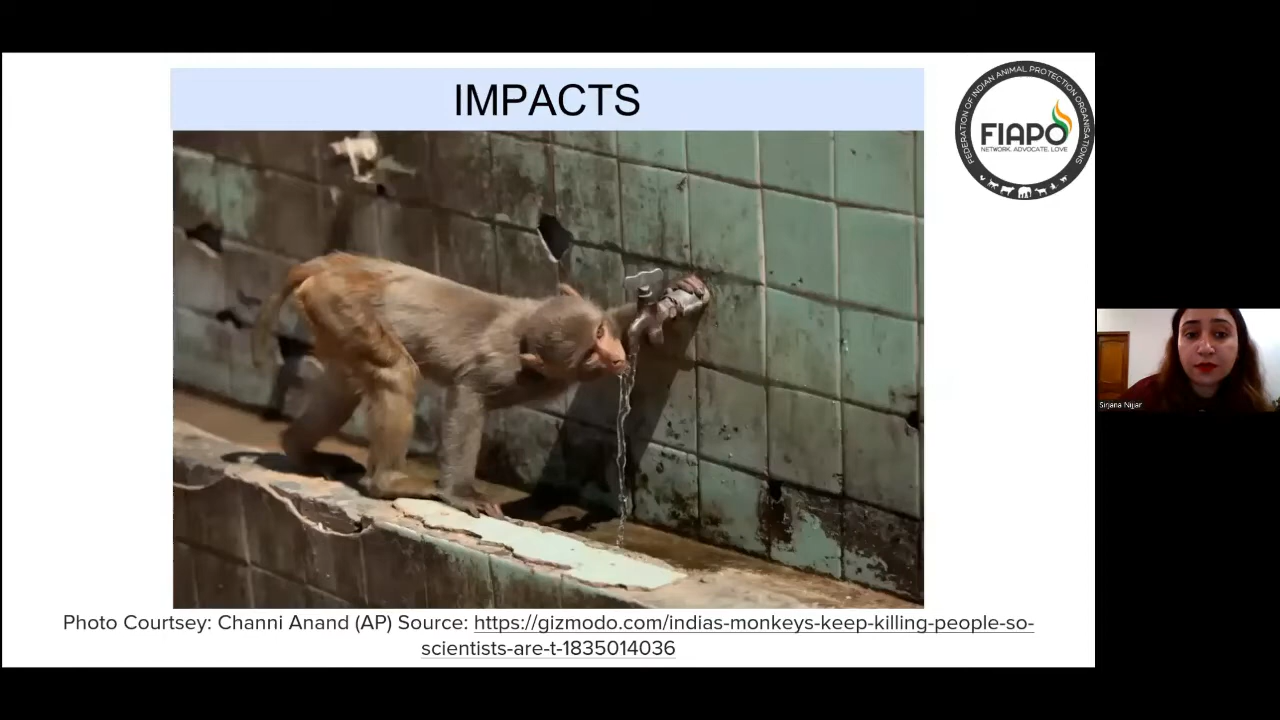 IMPACTS
FEDERATION OF INDIAN ANIMAL PROTECTION ORGANISATIONS
FIAPO
NETWORK. ADVOCATE. LOVE
Sirjana Nijjar
Photo Courtsey: Channi Anand (AP) Source: https://gizmodo.com/indias-monkeys-keep-killing-people-so-
scientists-are-t-1835014036